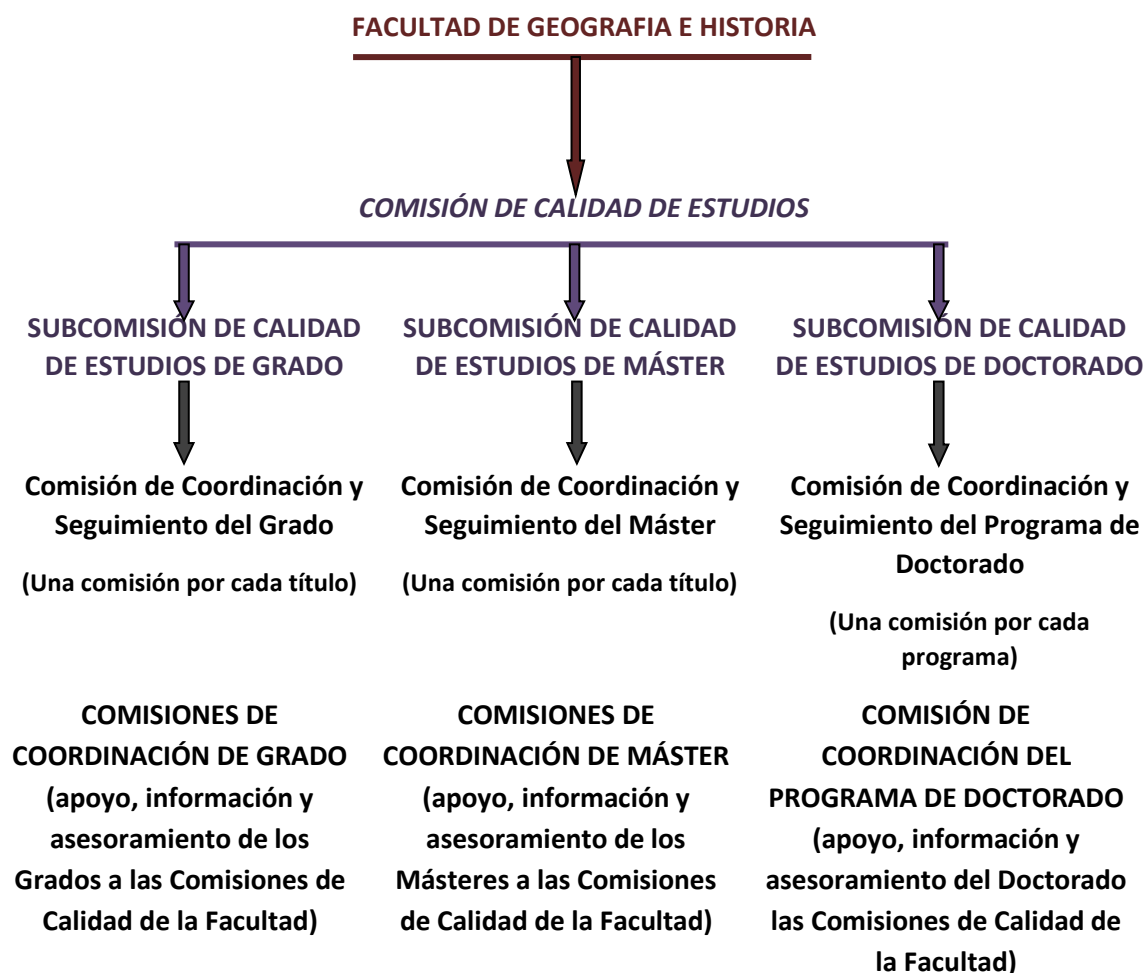 FACULTAD DE GEOGRAFIA E HISTORIA
COMISIÓN DE CALIDAD DE ESTUDIOS
SUBCOMISIÓN DE CALIDAD
DE ESTUDIOS DE GRADO
SUBCOMISIÓN DE CALIDAD
DE ESTUDIOS DE MÁSTER
SUBCOMISIÓN DE CALIDAD
DE ESTUDIOS DE DOCTORADO
Comisión de Coordinación y
Seguimiento del Grado
(Una comisión por cada título)
Comisión de Coordinación y
Seguimiento del Máster
(Una comisión por cada título)
Comisión de Coordinación y
Seguimiento del Programa de
Doctorado
(Una comisión por cada
programa)
COMISIONES DE
COORDINACIÓN DE GRADO
(apoyo, información y
asesoramiento de los
Grados a las Comisiones de
Calidad de la Facultad)
COMISIONES DE
COORDINACIÓN DE MÁSTER
(apoyo, información y
asesoramiento de los
Másteres a las Comisiones
de Calidad de la Facultad)
COMISIÓN DE
COORDINACIÓN DEL
PROGRAMA DE DOCTORADO
(apoyo, información y
asesoramiento del Doctorado
las Comisiones de Calidad de
la Facultad)